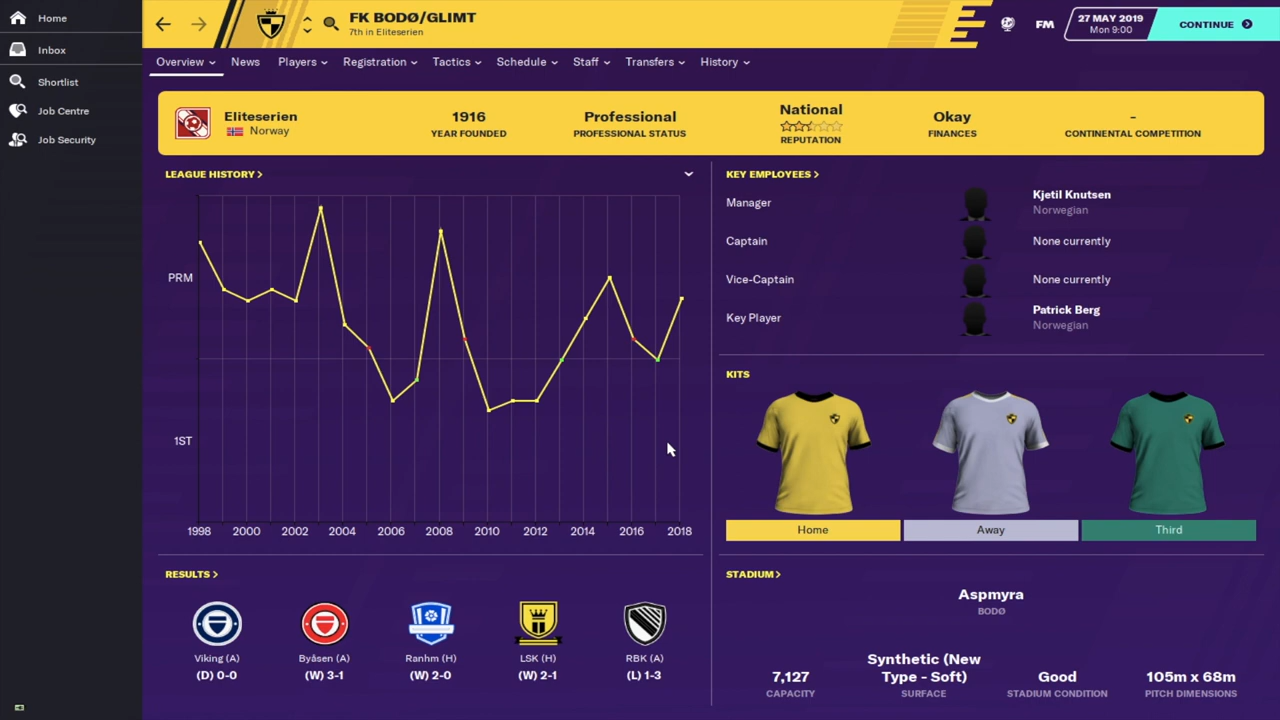 Home
Inbox
Shortlist
Job Centre
Job Security
FK BODØ/GLIMT
7th in Eliteserien
FM
27 MAY 2019
Mon 9:00
CONTINUE
Overview
News
Players
Registration
Tactics
Schedule
Staff
Transfers
History
Eliteserien
Norway
1916
YEAR FOUNDED
Professional
PROFESSIONAL STATUS
National
REPUTATION
Okay
FINANCES
-
CONTINENTAL COMPETITION
LEAGUE HISTORY >
PRM
1ST
1998 2000 2002 2004 2006 2008 2010 2012 2014 2016 2018
KEY EMPLOYEES >
Manager
Kjetil Knutsen
Norwegian
Captain
None currently
Vice-Captain
None currently
Key Player
Patrick Berg
Norwegian
KITS
Home
Away
Third
RESULTS >
Viking (A)
(D) 0-0
Byåsen (A)
(W) 3-1
Ranhm (H)
(W) 2-0
LSK (H)
(W) 2-1
RBK (A)
(L) 1-3
STADIUM >
Aspmyra
BODØ
7,127
CAPACITY
Synthetic (New
Type - Soft)
SURFACE
Good
STADIUM CONDITION
105m x 68m
PITCH DIMENSIONS